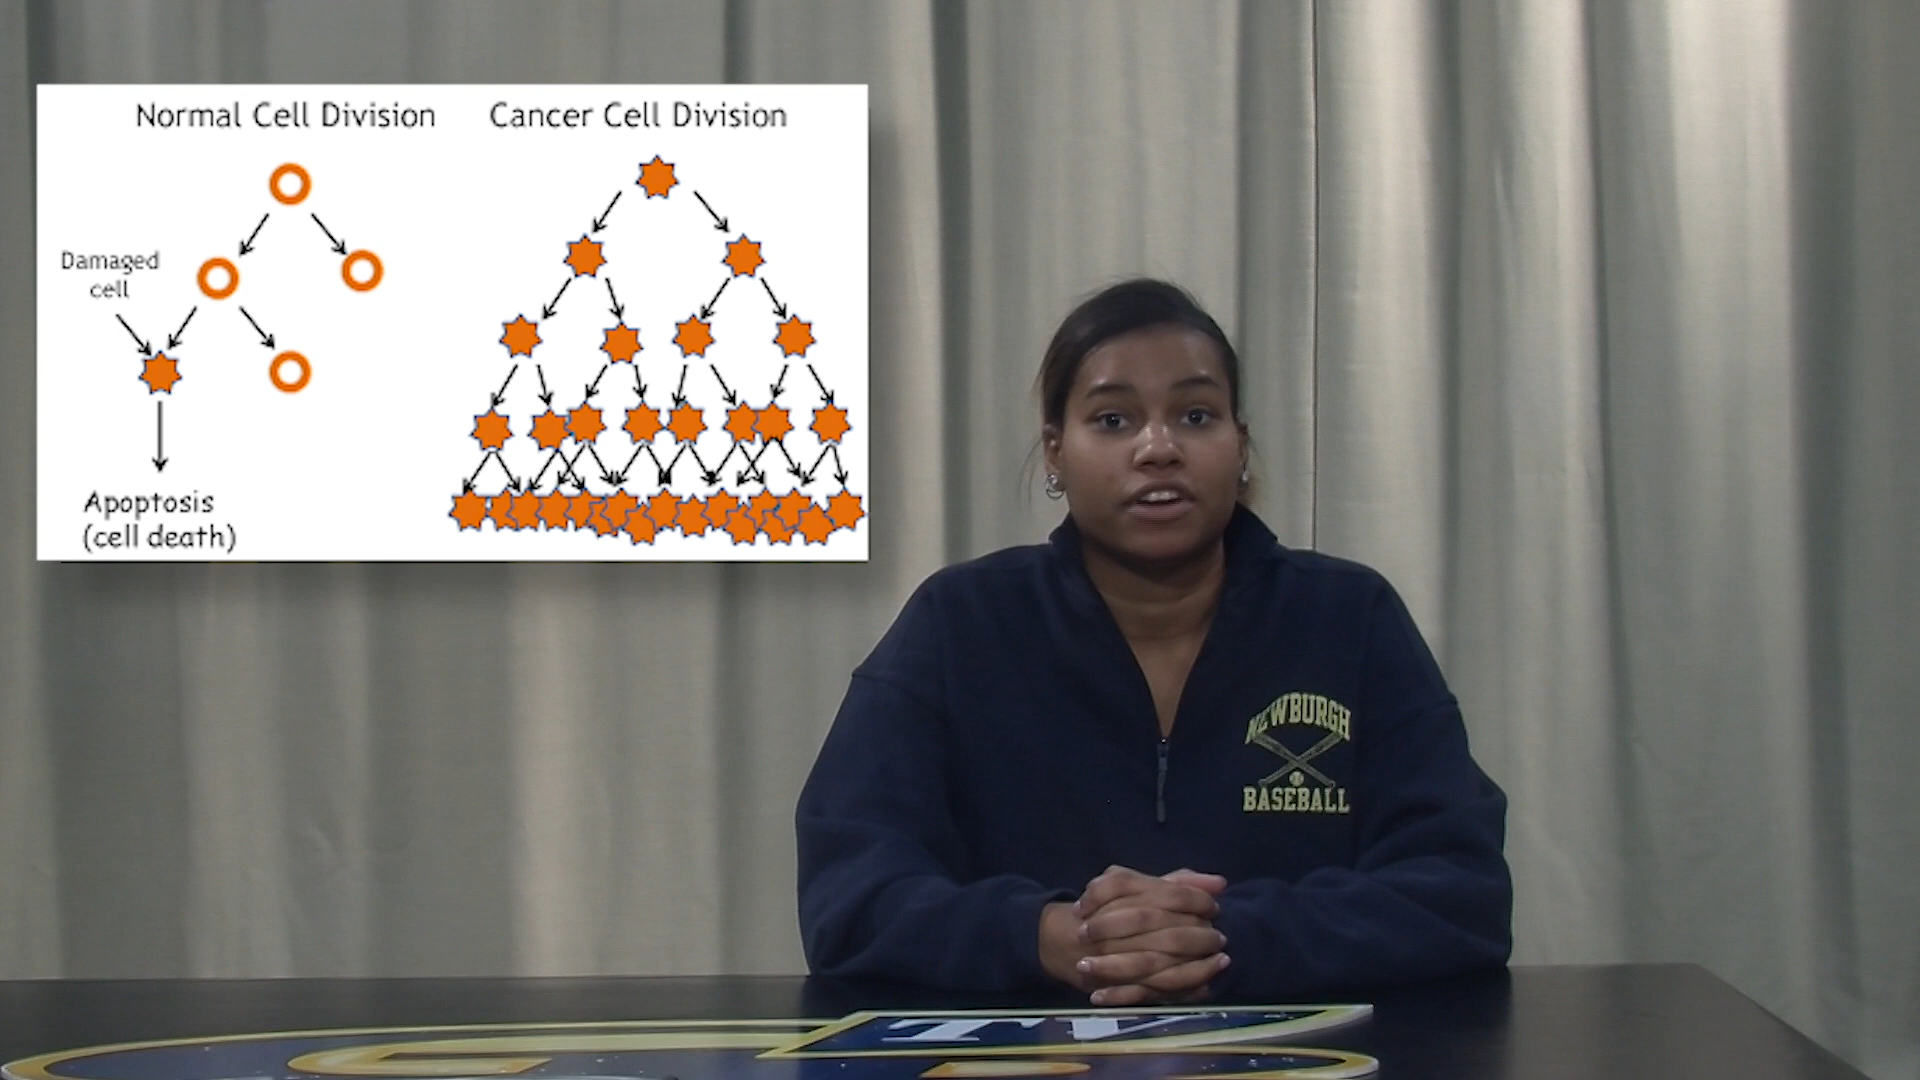 Normal Cell Division
Cancer Cell Division
Damaged
cell
Apoptosis
(cell death)
NEWBURGH
BASEBALL
TV